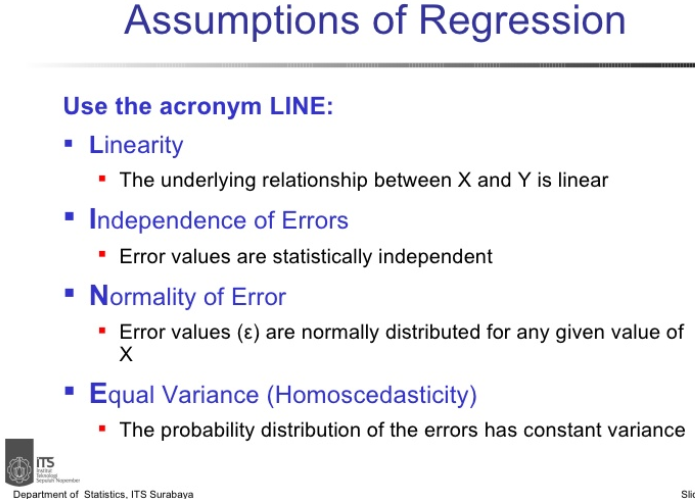 Assumptions of Regression
Use the acronym LINE:
Linearity
The underlying relationship between X and Y is linear
Independence of Errors
Error values are statistically independent
Normality of Error
Error values (ε) are normally distributed for any given value of
X
Equal Variance (Homoscedasticity)
The probability distribution of the errors has constant variance
ITS
Institut
Teknologi
Sepuluh Nopember
Department of Statistics, ITS Surabaya
Slid